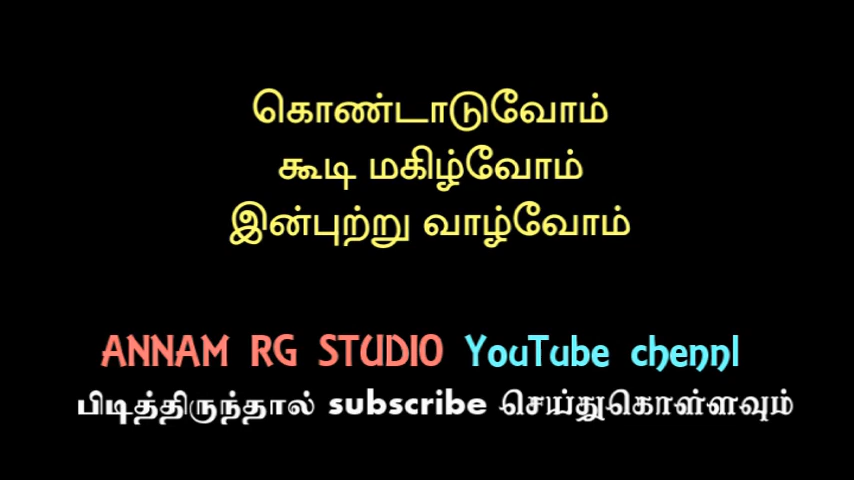 கொண்டாடுவோம்
கூடி மகிழ்வோம்
இன்புற்று வாழ்வோம்
ANNAM RG STUDIO YouTube chennl
பிடித்திருந்தால் subscribe செய்துகொள்ளவும்